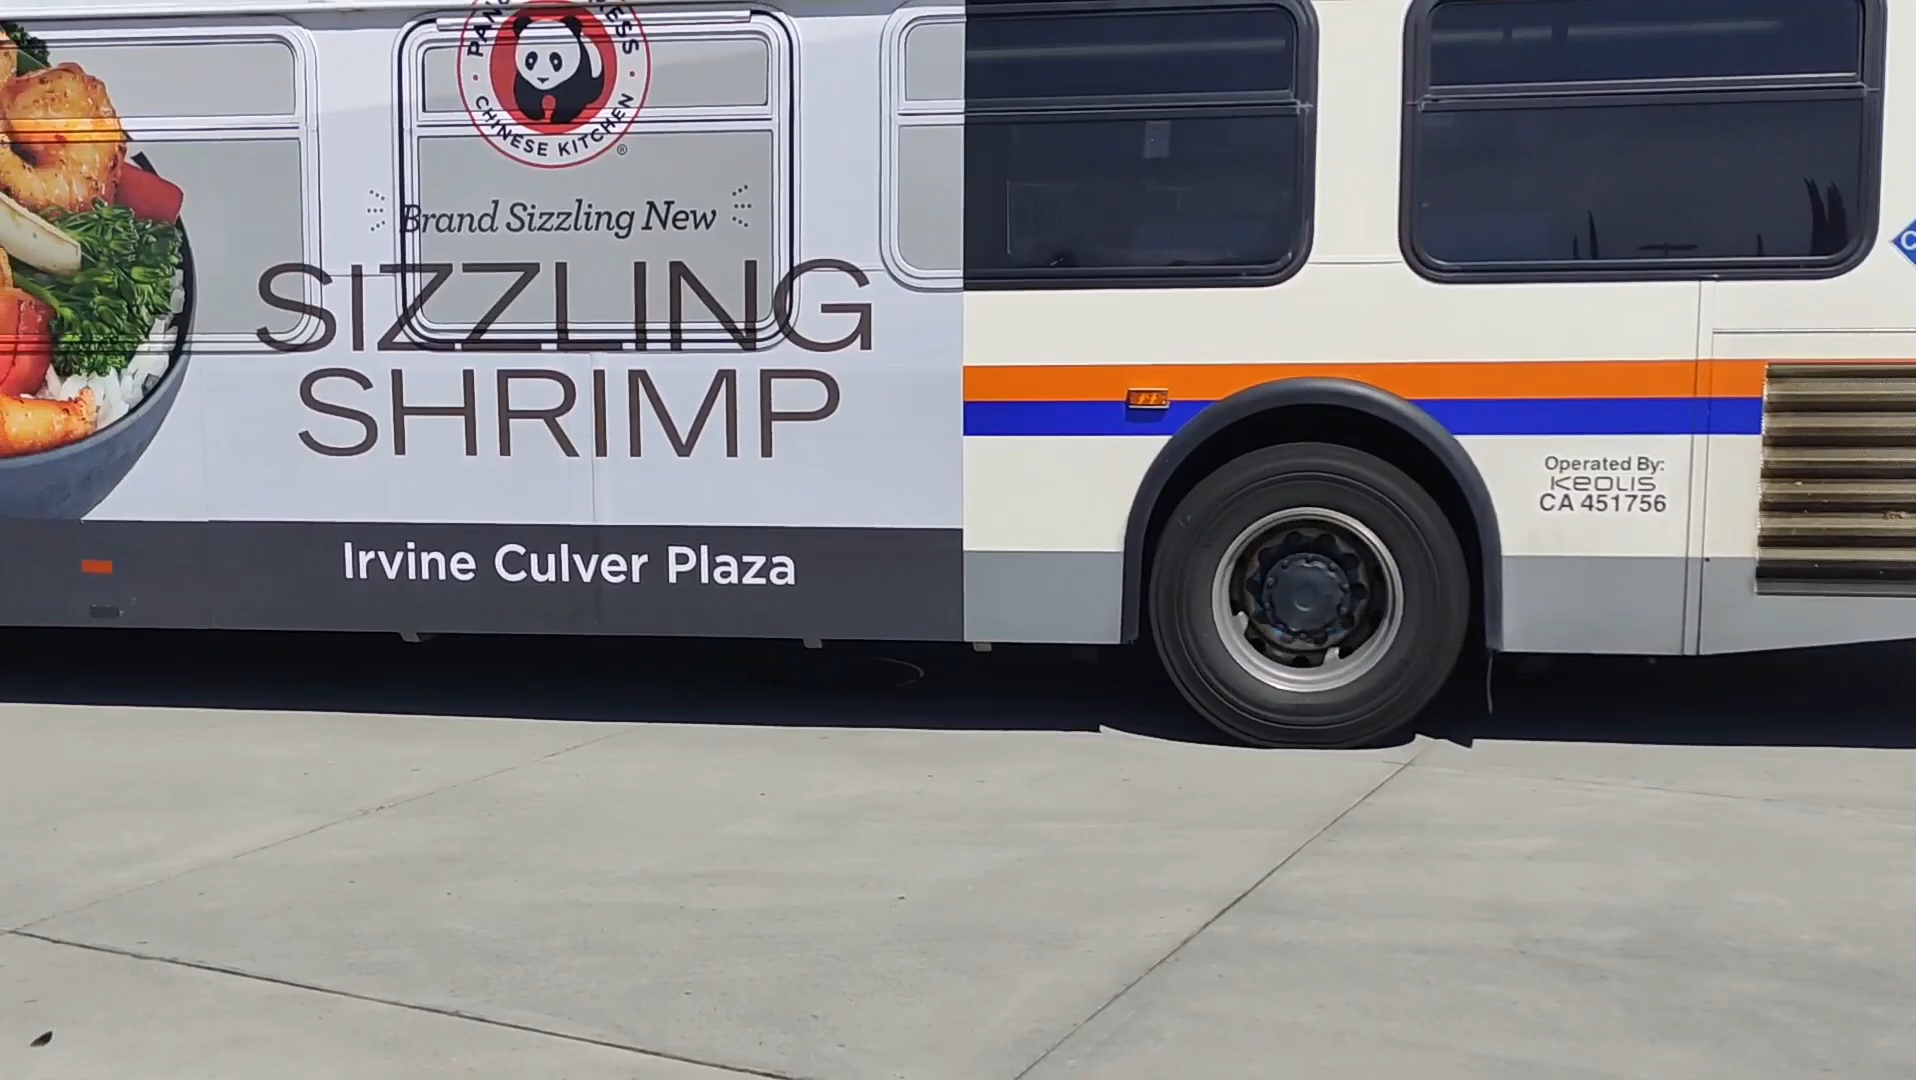 CHINESE KITCHEN
®
Brand Sizzling New
SIZZLING
SHRIMP
Irvine Culver Plaza
Operated By:
KEOLIS
CA 451756